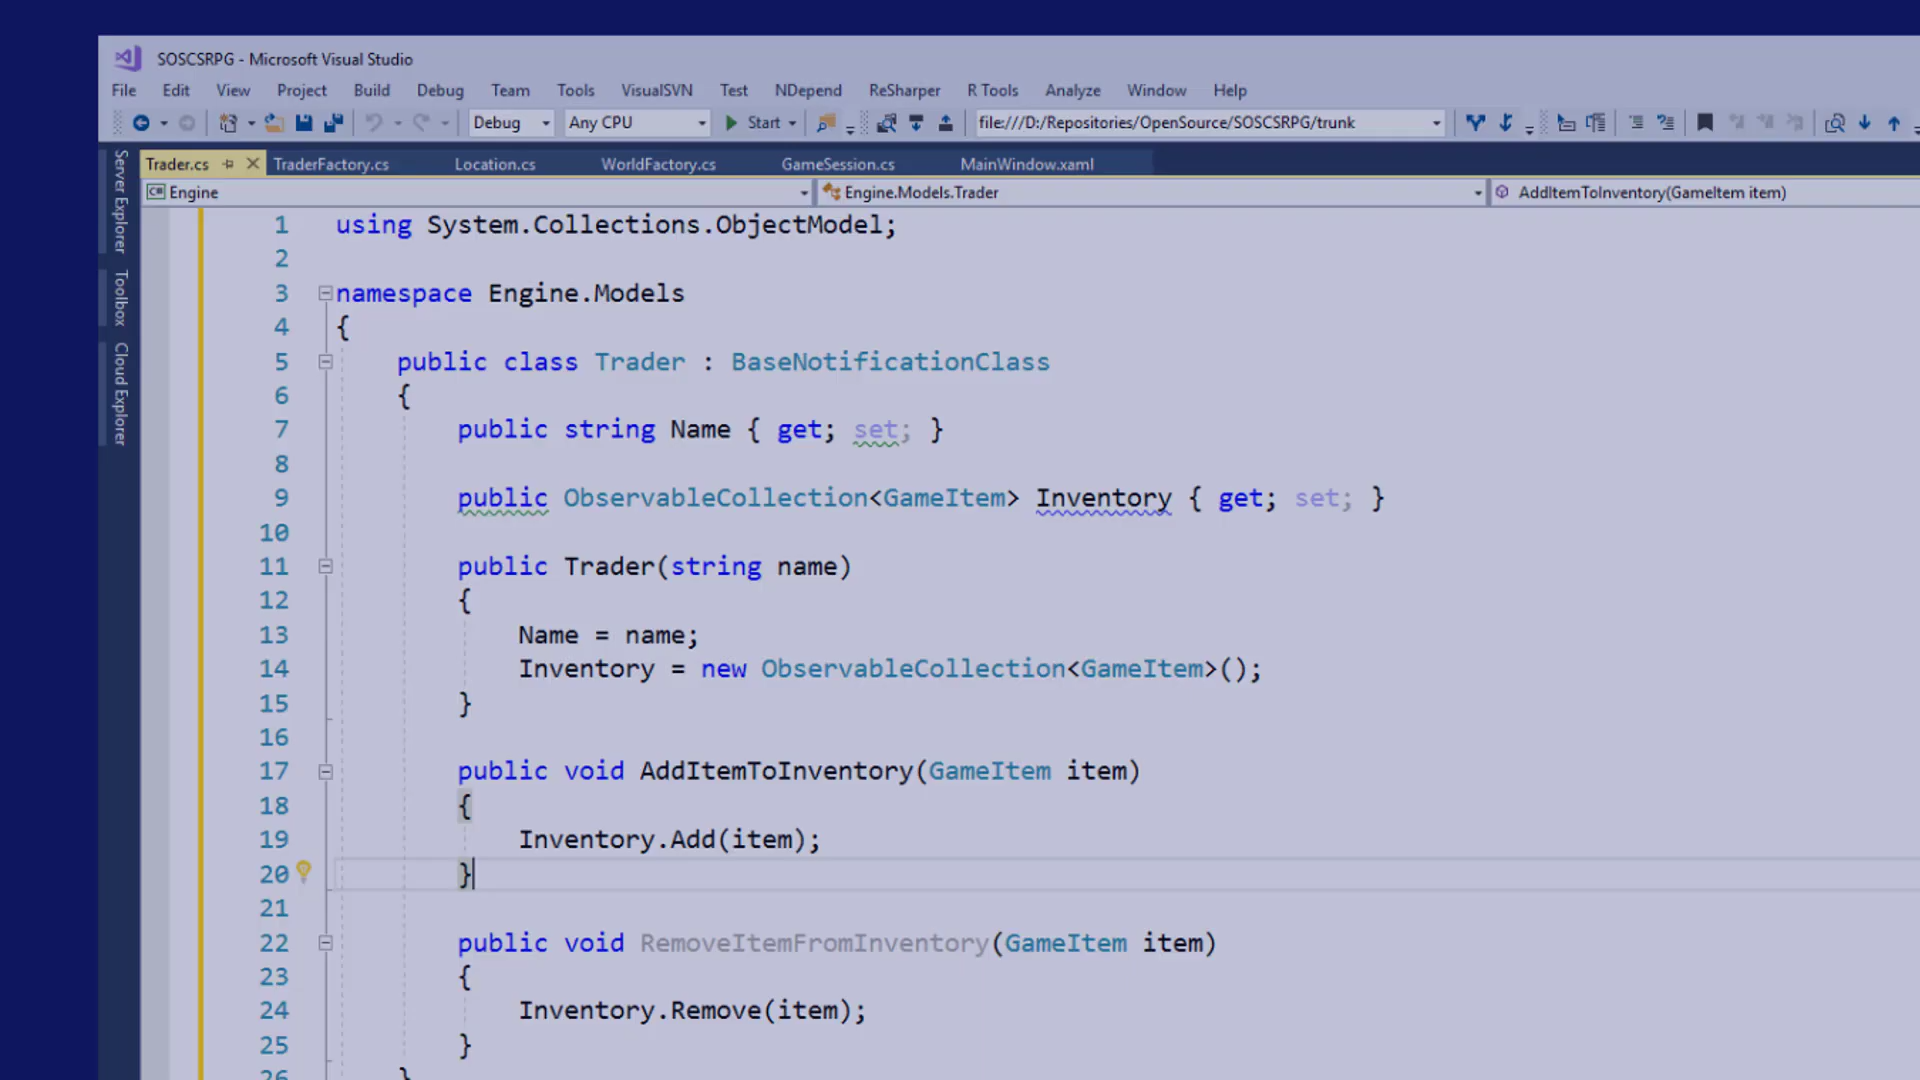 SOSCSRPG - Microsoft Visual Studio
File Edit View Project Build Debug Team Tools VisualSVN Test NDepend ReSharper R Tools Analyze Window Help
Debug Any CPU Start file:///D:/Repositories/OpenSource/SOSCSRPG/trunk
Server Explorer
Toolbox
Cloud Explorer
Trader.cs TraderFactory.cs Location.cs WorldFactory.cs GameSession.cs MainWindow.xaml
C# Engine Engine.Models.Trader AddItemToInventory(GameItem item)
1 using System.Collections.ObjectModel;
2
3 namespace Engine.Models
4 {
5 public class Trader : BaseNotificationClass
6 {
7 public string Name { get; set; }
8
9 public ObservableCollection<GameItem> Inventory { get; set; }
10
11 public Trader(string name)
12 {
13 Name = name;
14 Inventory = new ObservableCollection<GameItem>();
15 }
16
17 public void AddItemToInventory(GameItem item)
18 {
19 Inventory.Add(item);
20 }
21
22 public void RemoveItemFromInventory(GameItem item)
23 {
24 Inventory.Remove(item);
25 }
26 }